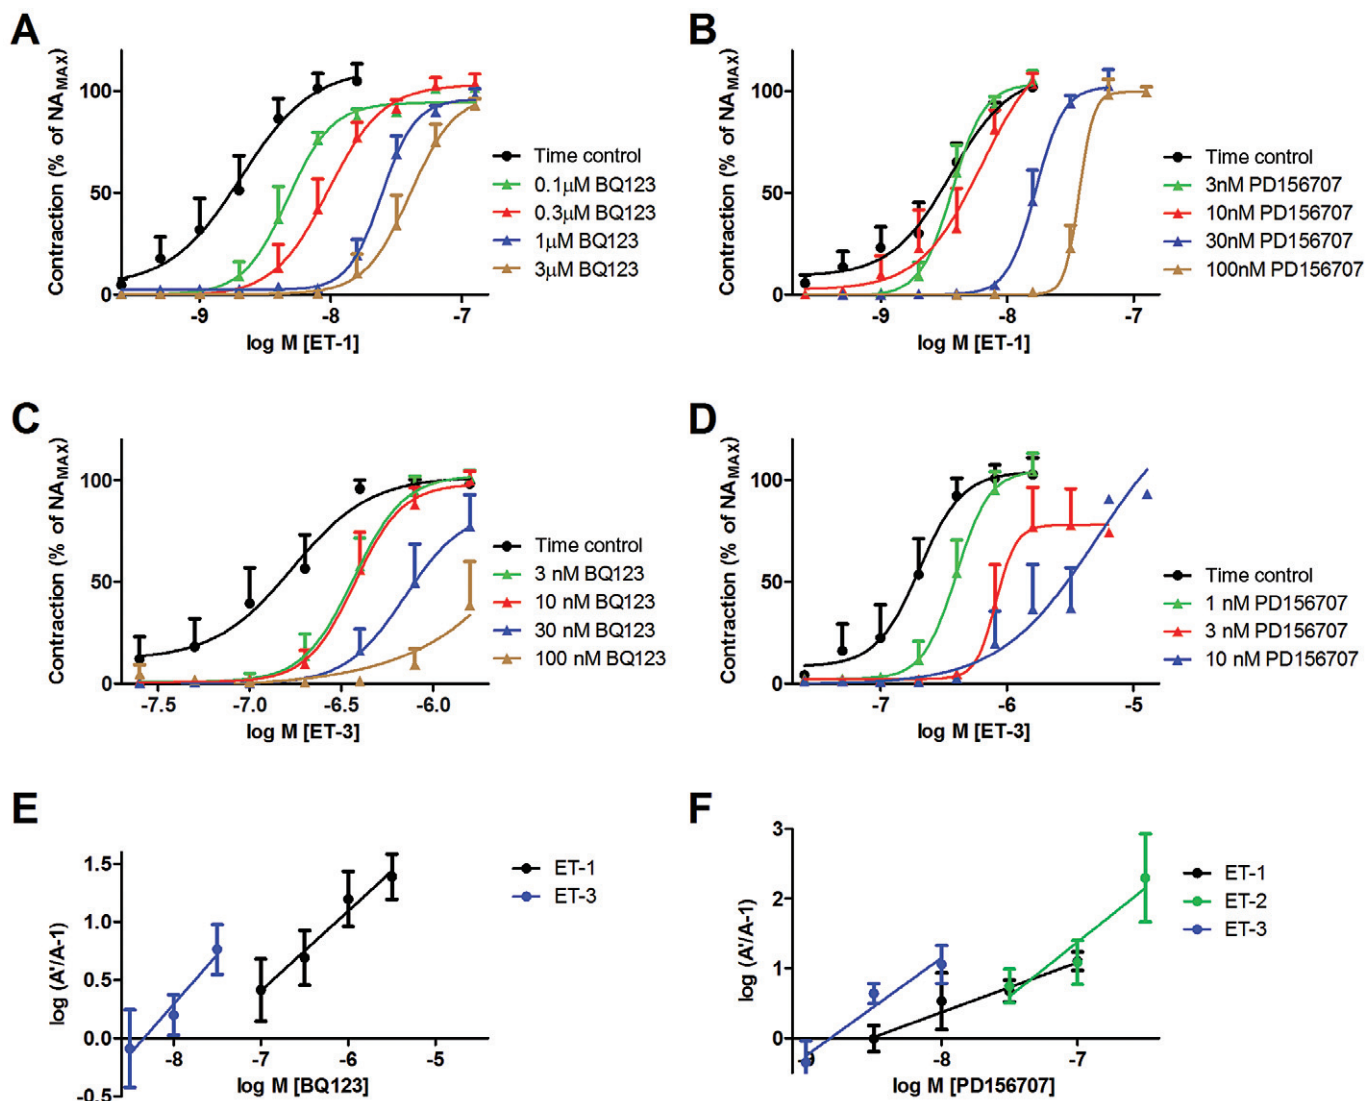 A
Contraction (% of NAMAX)
100
50
0
-9
-8
-7
log M [ET-1]
Time control
0.1µM BQ123
0.3µM BQ123
1µM BQ123
3µM BQ123
B
Contraction (% of NAMAX)
100
50
0
-9
-8
-7
log M [ET-1]
Time control
3nM PD156707
10nM PD156707
30nM PD156707
100nM PD156707
C
Contraction (% of NAMAX)
100
50
0
-7.5
-7.0
-6.5
-6.0
log M [ET-3]
Time control
3 nM BQ123
10 nM BQ123
30 nM BQ123
100 nM BQ123
D
Contraction (% of NAMAX)
100
50
0
-7
-6
-5
log M [ET-3]
Time control
1 nM PD156707
3 nM PD156707
10 nM PD156707
E
log (A'/A-1)
1.5
1.0
0.5
0.0
-0.5
-8
-7
-6
-5
log M [BQ123]
ET-1
ET-3
F
log (A'/A-1)
3
2
1
0
-9
-8
-7
log M [PD156707]
ET-1
ET-2
ET-3